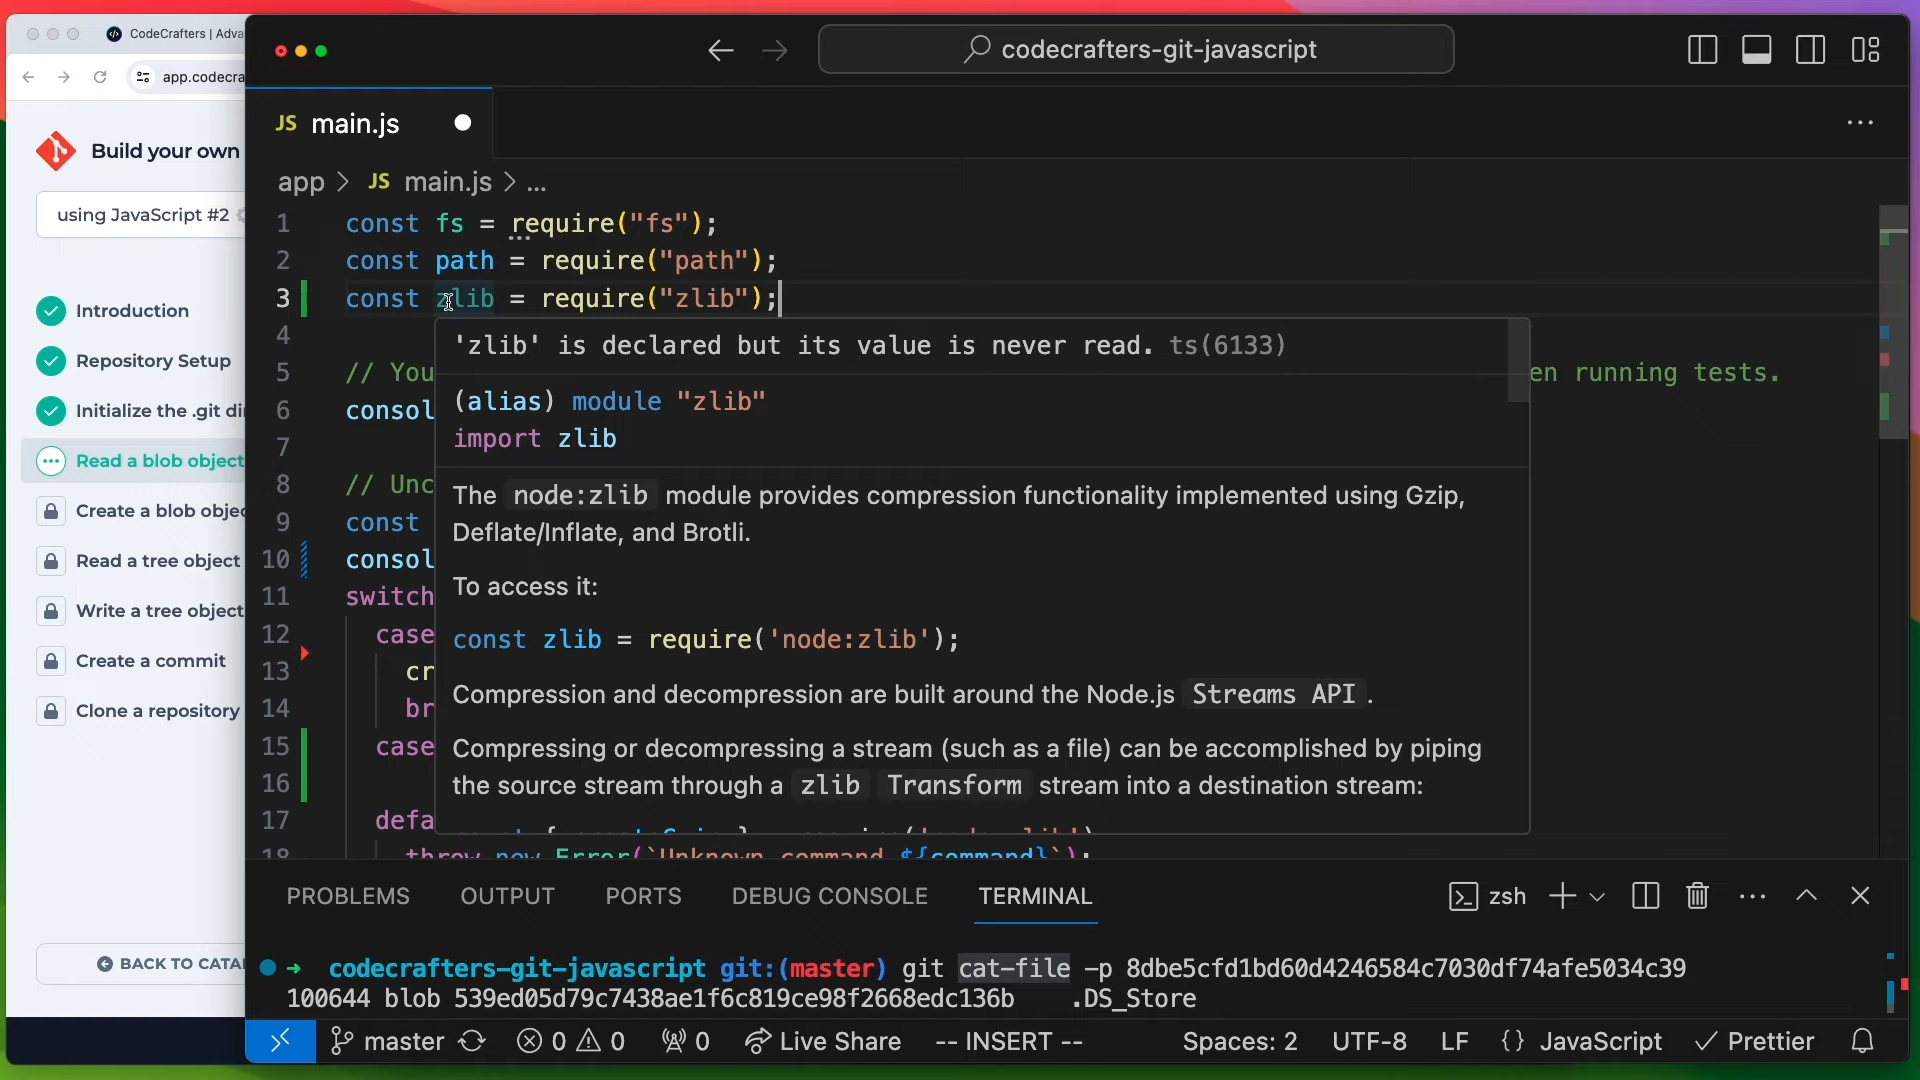 CodeCrafters | Adva
app.codecra
Build your own
using JavaScript #2
Introduction
Repository Setup
Initialize the .git di
Read a blob object
Create a blob objec
Read a tree object
Write a tree object
Create a commit
Clone a repository
BACK TO CATA
codecrafters-git-javascript
JS main.js
app > JS main.js > ...
1 const fs = require("fs");
2 const path = require("path");
3 const zlib = require("zlib");
4
5 // You
en running tests.
6 consol
7
8 // Unc
9 const
10 consol
11 switch
12 case
13 cr
14 br
15 case
16
17 defa
18 throw new Error(`Unknown command ${command}`);
'zlib' is declared but its value is never read. ts(6133)
(alias) module "zlib"
import zlib
The node:zlib module provides compression functionality implemented using Gzip,
Deflate/Inflate, and Brotli.
To access it:
const zlib = require('node:zlib');
Compression and decompression are built around the Node.js Streams API.
Compressing or decompressing a stream (such as a file) can be accomplished by piping
the source stream through a zlib Transform stream into a destination stream:
PROBLEMS OUTPUT PORTS DEBUG CONSOLE TERMINAL zsh
codecrafters-git-javascript git:(master) git cat-file -p 8dbe5cfd1bd60d4246584c7030df74afe5034c39
100644 blob 539ed05d79c7438ae1f6c819ce98f2668edc136b .DS_Store
master 0 0 0 Live Share -- INSERT -- Spaces: 2 UTF-8 LF {} JavaScript Prettier